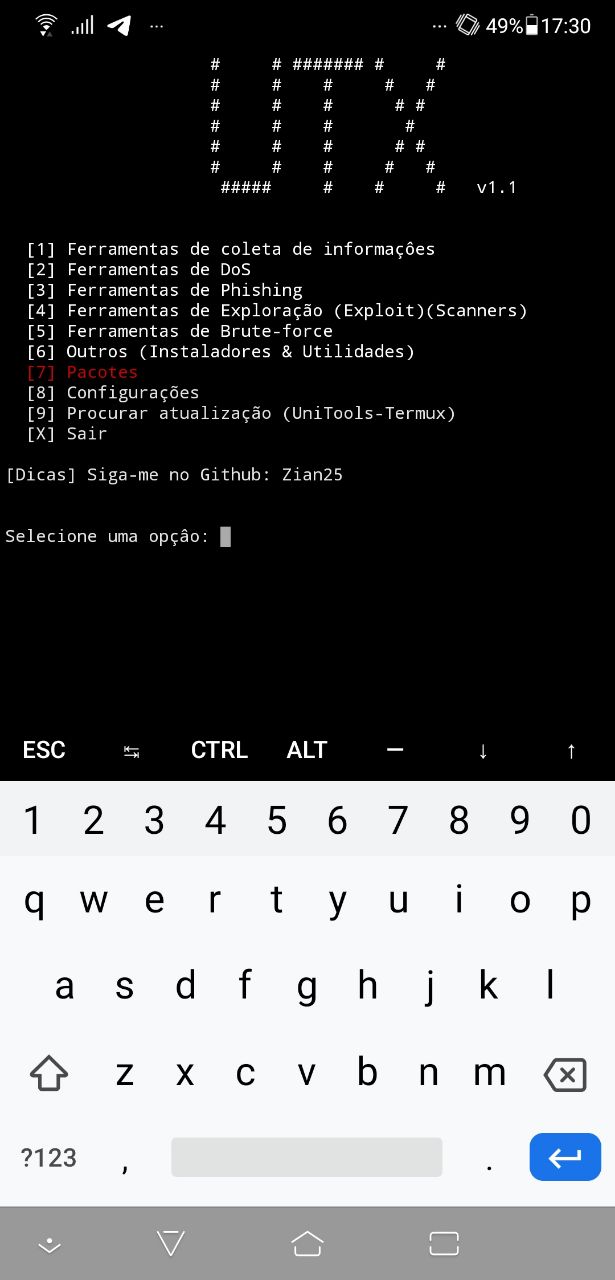 49% 17:30
v1.1
[1] Ferramentas de coleta de informaçôes
[2] Ferramentas de DoS
[3] Ferramentas de Phishing
[4] Ferramentas de Exploração (Exploit)(Scanners)
[5] Ferramentas de Brute-force
[6] Outros (Instaladores & Utilidades)
[7] Pacotes
[8] Configurações
[9] Procurar atualização (UniTools-Termux)
[X] Sair
[Dicas] Siga-me no Github: Zian25
Selecione uma opçâo:
ESC CTRL ALT — ↓ ↑
1 2 3 4 5 6 7 8 9 0
q w e r t y u i o p
a s d f g h j k l
z x c v b n m
?123 , .